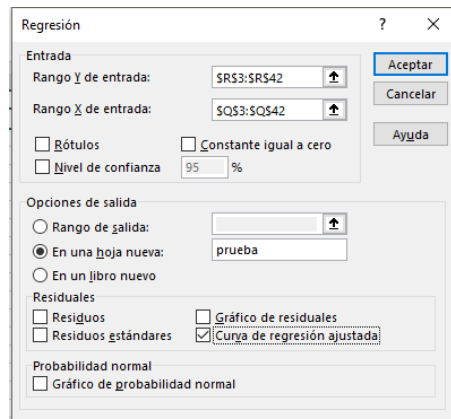 Regresión ? ×
Entrada
Rango Y de entrada: $R$3:$R$42
Aceptar
Cancelar
Rango X de entrada: $Q$3:$Q$42
Ayuda
Rótulos Constante igual a cero
Nivel de confianza 95 %
Opciones de salida
Rango de salida:
En una hoja nueva: prueba
En un libro nuevo
Residuales
Residuos Gráfico de residuales
Residuos estándares Curva de regresión ajustada
Probabilidad normal
Gráfico de probabilidad normal